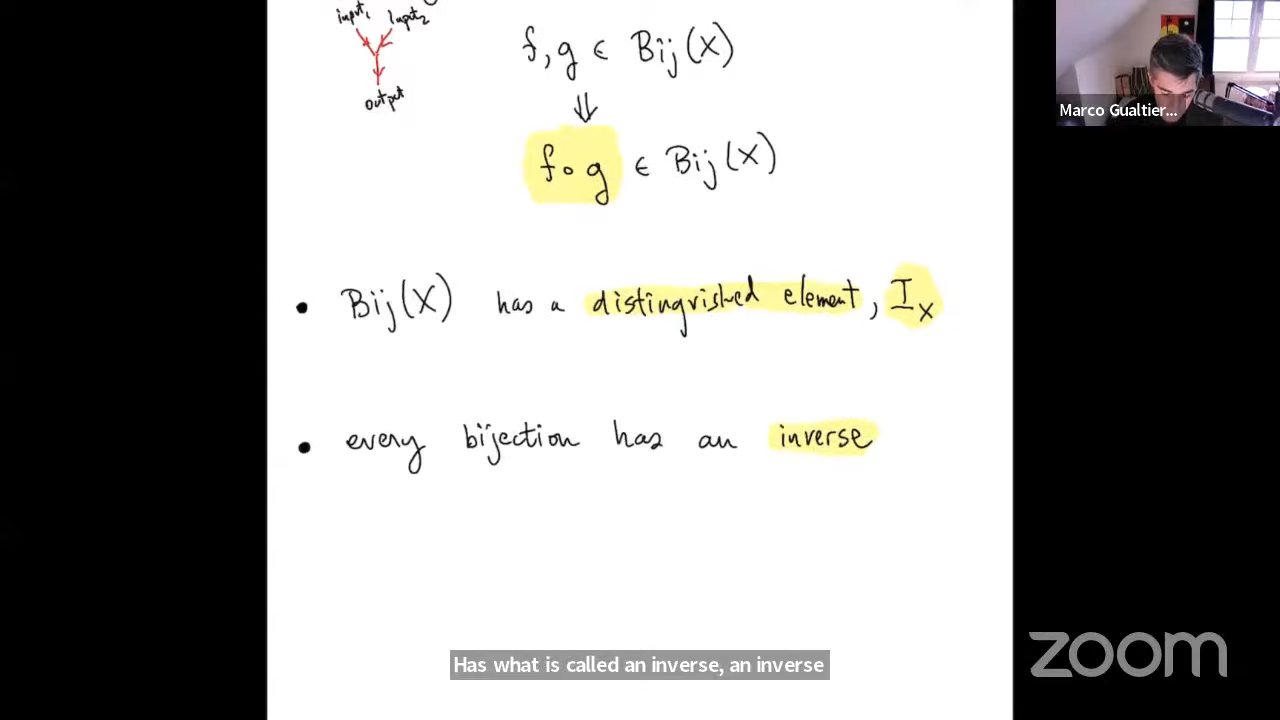 input₁ input₂
output
f, g ∈ Bij(X)
⇓
f∘g ∈ Bij(X)
Marco Gualtier...
• Bij(X) has a distinguished element, I_X
• every bijection has an inverse
Has what is called an inverse, an inverse
zoom